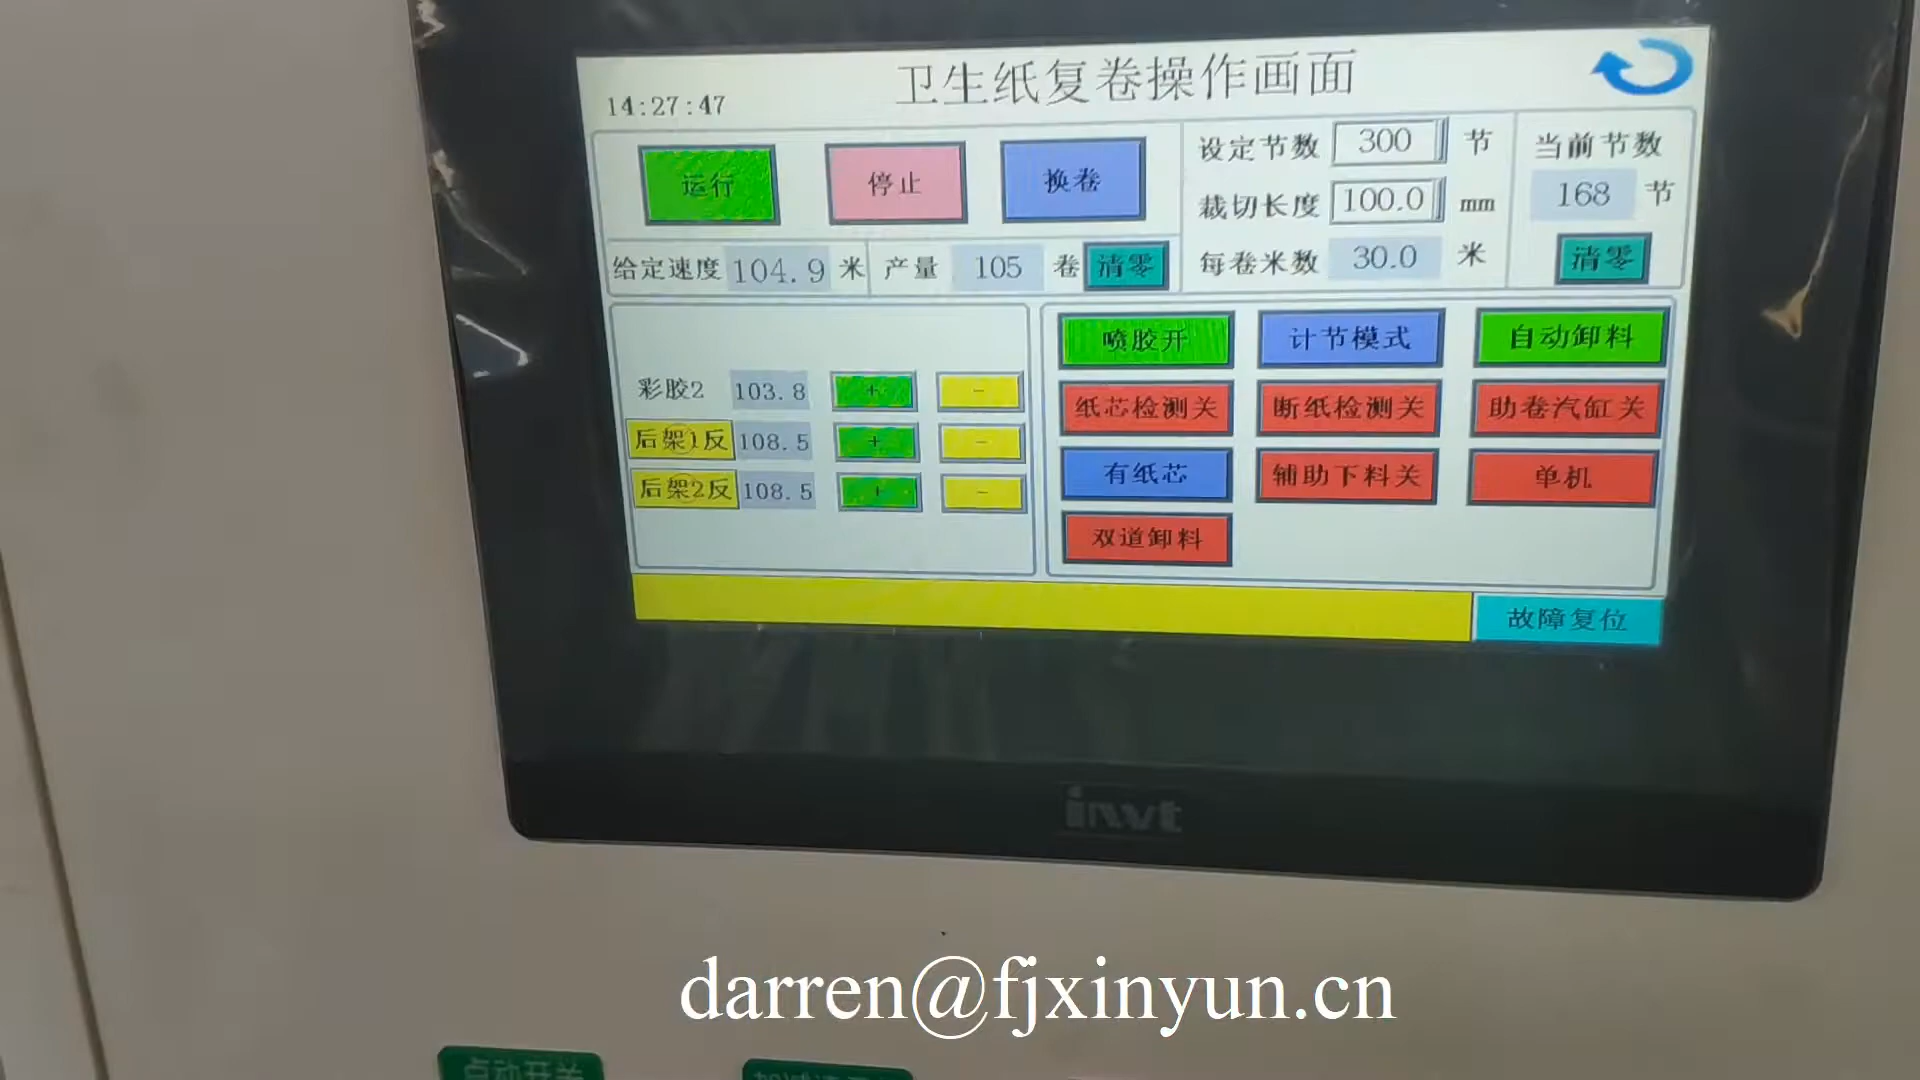 卫生纸复卷操作画面
14:27:47
运行 停止 换卷
设定节数 300 节
裁切长度 100.0 mm
每卷米数 30.0 米
当前节数
168 节
清零
给定速度 104.9 米 产量 105 卷 清零
彩胶2 103.8 + -
后架1反 108.5 + -
后架2反 108.5 + -
喷胶开 计节模式 自动卸料
纸芯检测关 断纸检测关 助卷汽缸关
有纸芯 辅助下料关 单机
双道卸料
故障复位
invt
darren@fjxinyun.cn
点动开关